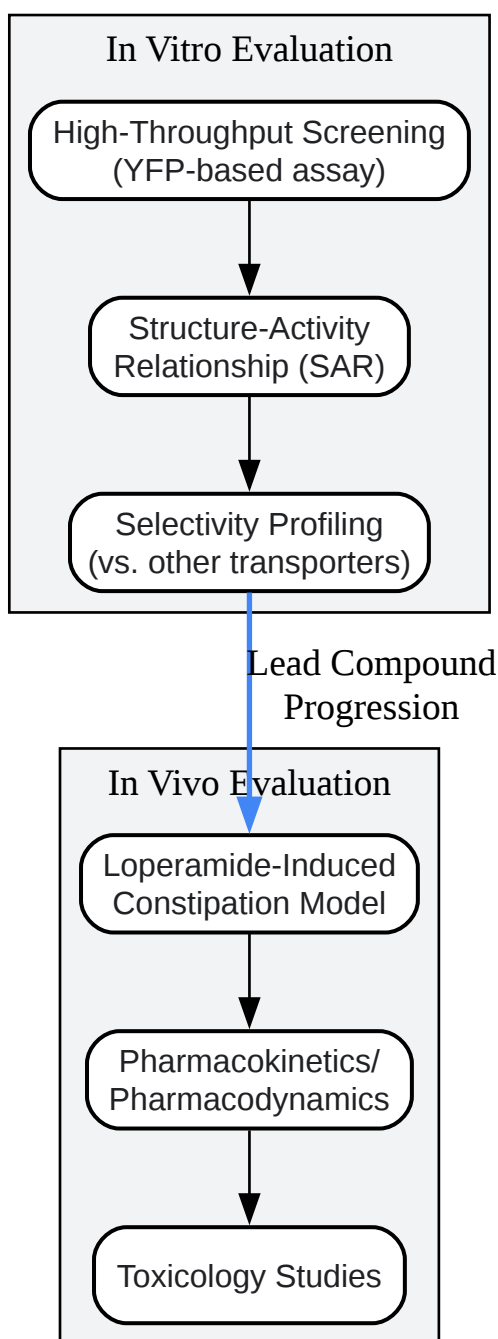 In Vitro Evaluation
High-Throughput Screening
(YFP-based assay)
Structure-Activity
Relationship (SAR)
Selectivity Profiling
(vs. other transporters)
Lead Compound
Progression
In Vivo Evaluation
Loperamide-Induced
Constipation Model
Pharmacokinetics/
Pharmacodynamics
Toxicology Studies